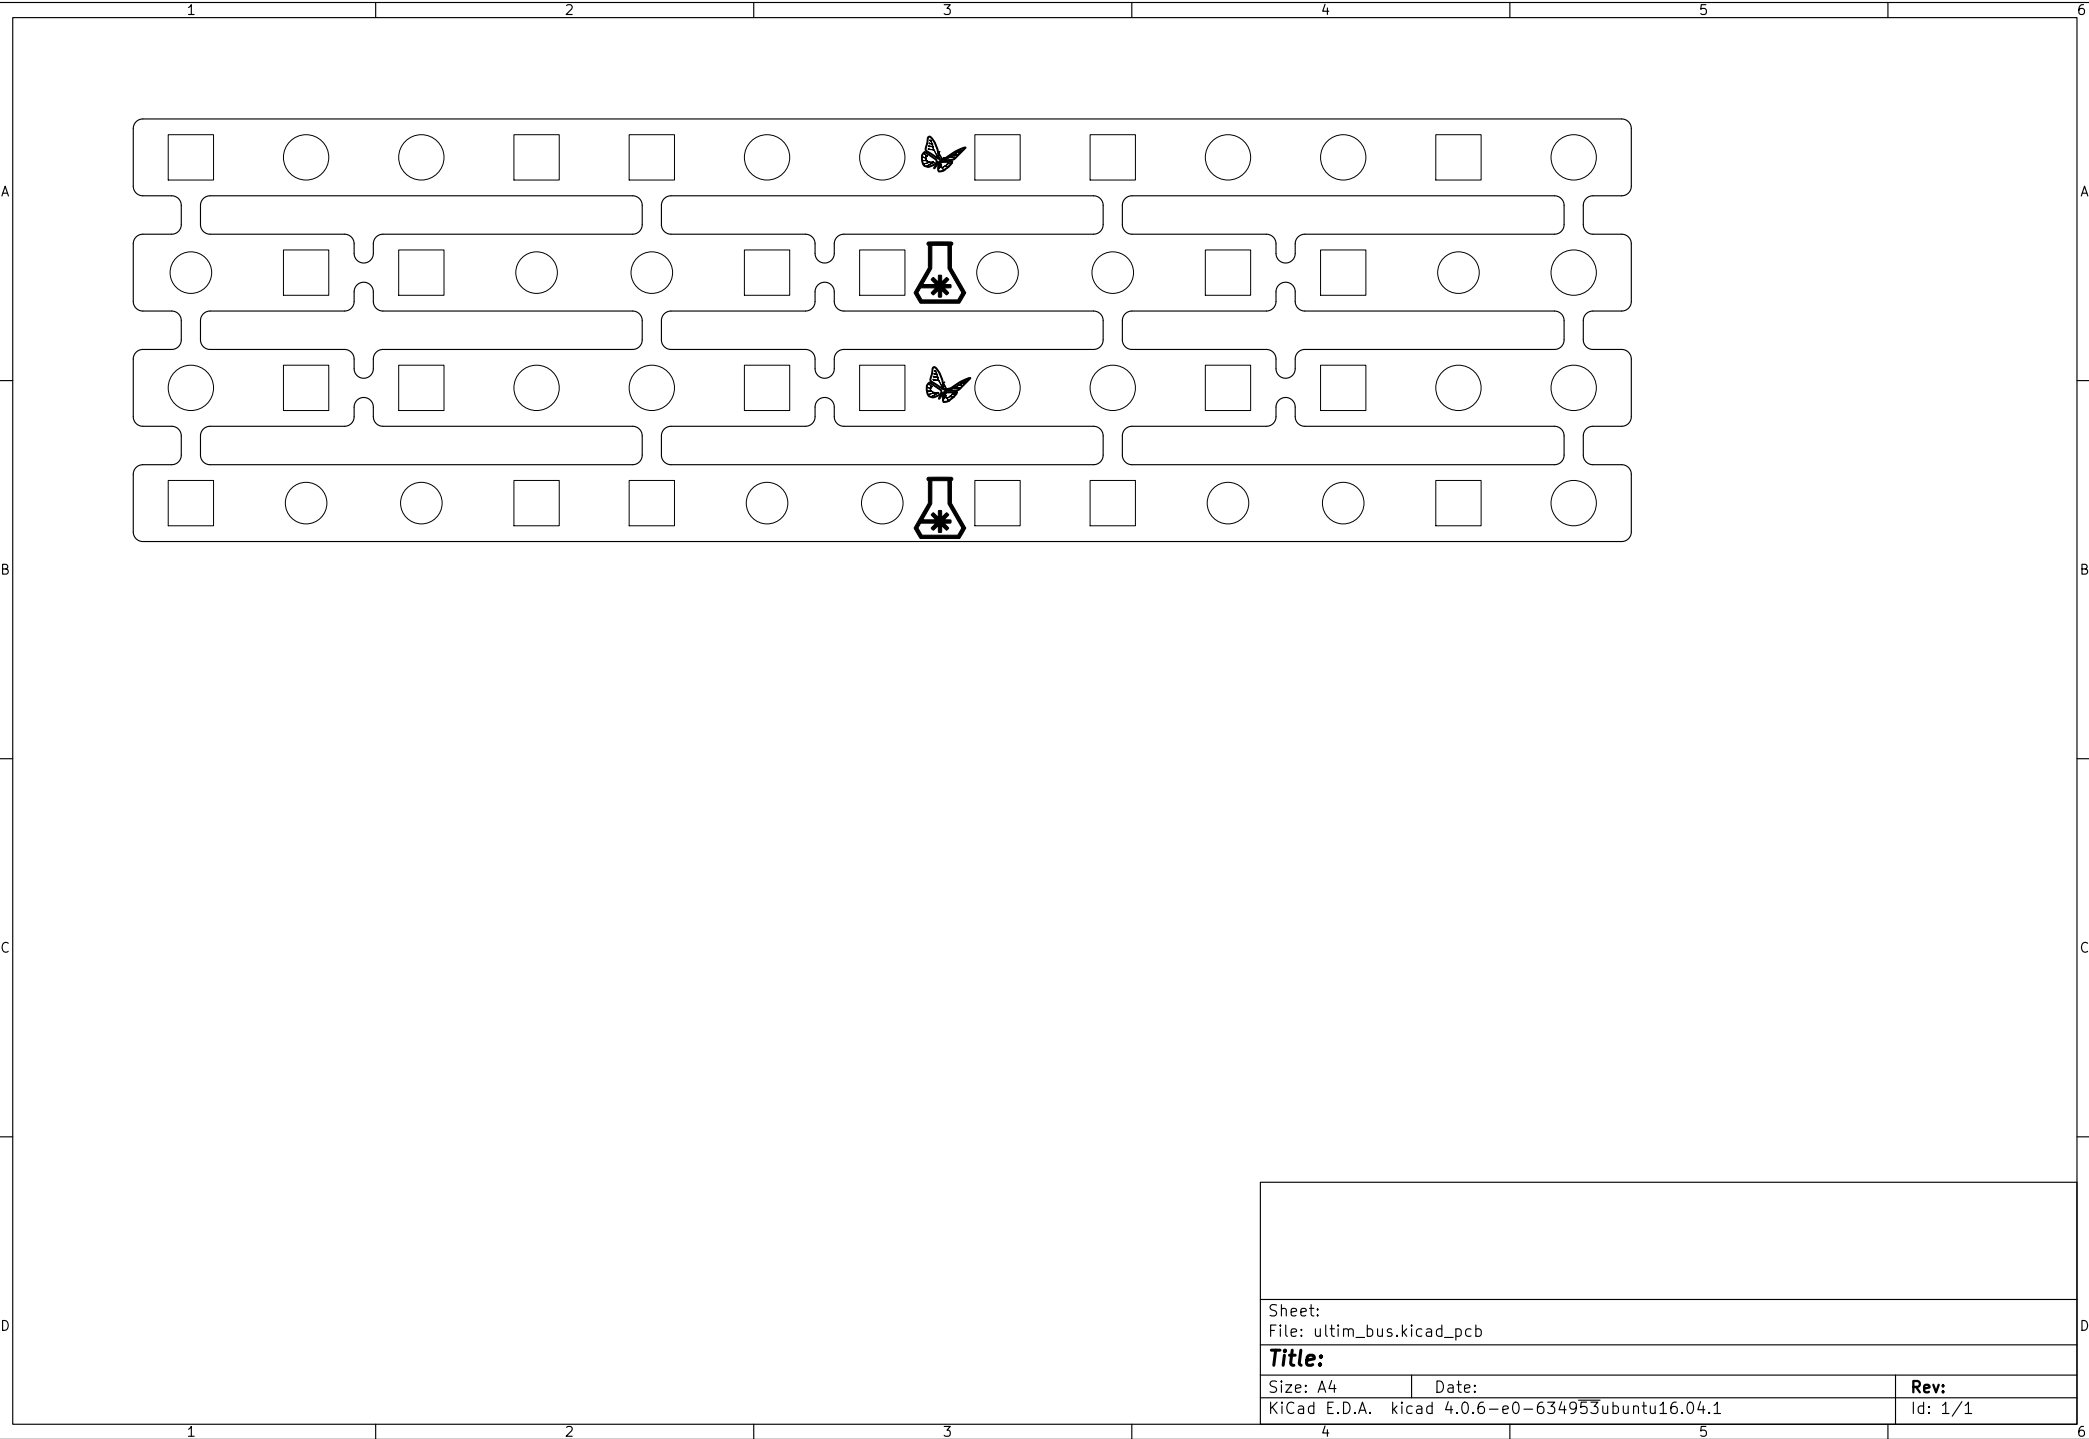 1 2 3 4 5 6
A A
B B
C C
Sheet:
D File: ultim_bus.kicad_pcb D
Title:
Size: A4 Date: Rev:
KiCad E.D.A. kicad 4.0.6-e0-634953ubuntu16.04.1 Id: 1/1
1 2 3 4 5 6